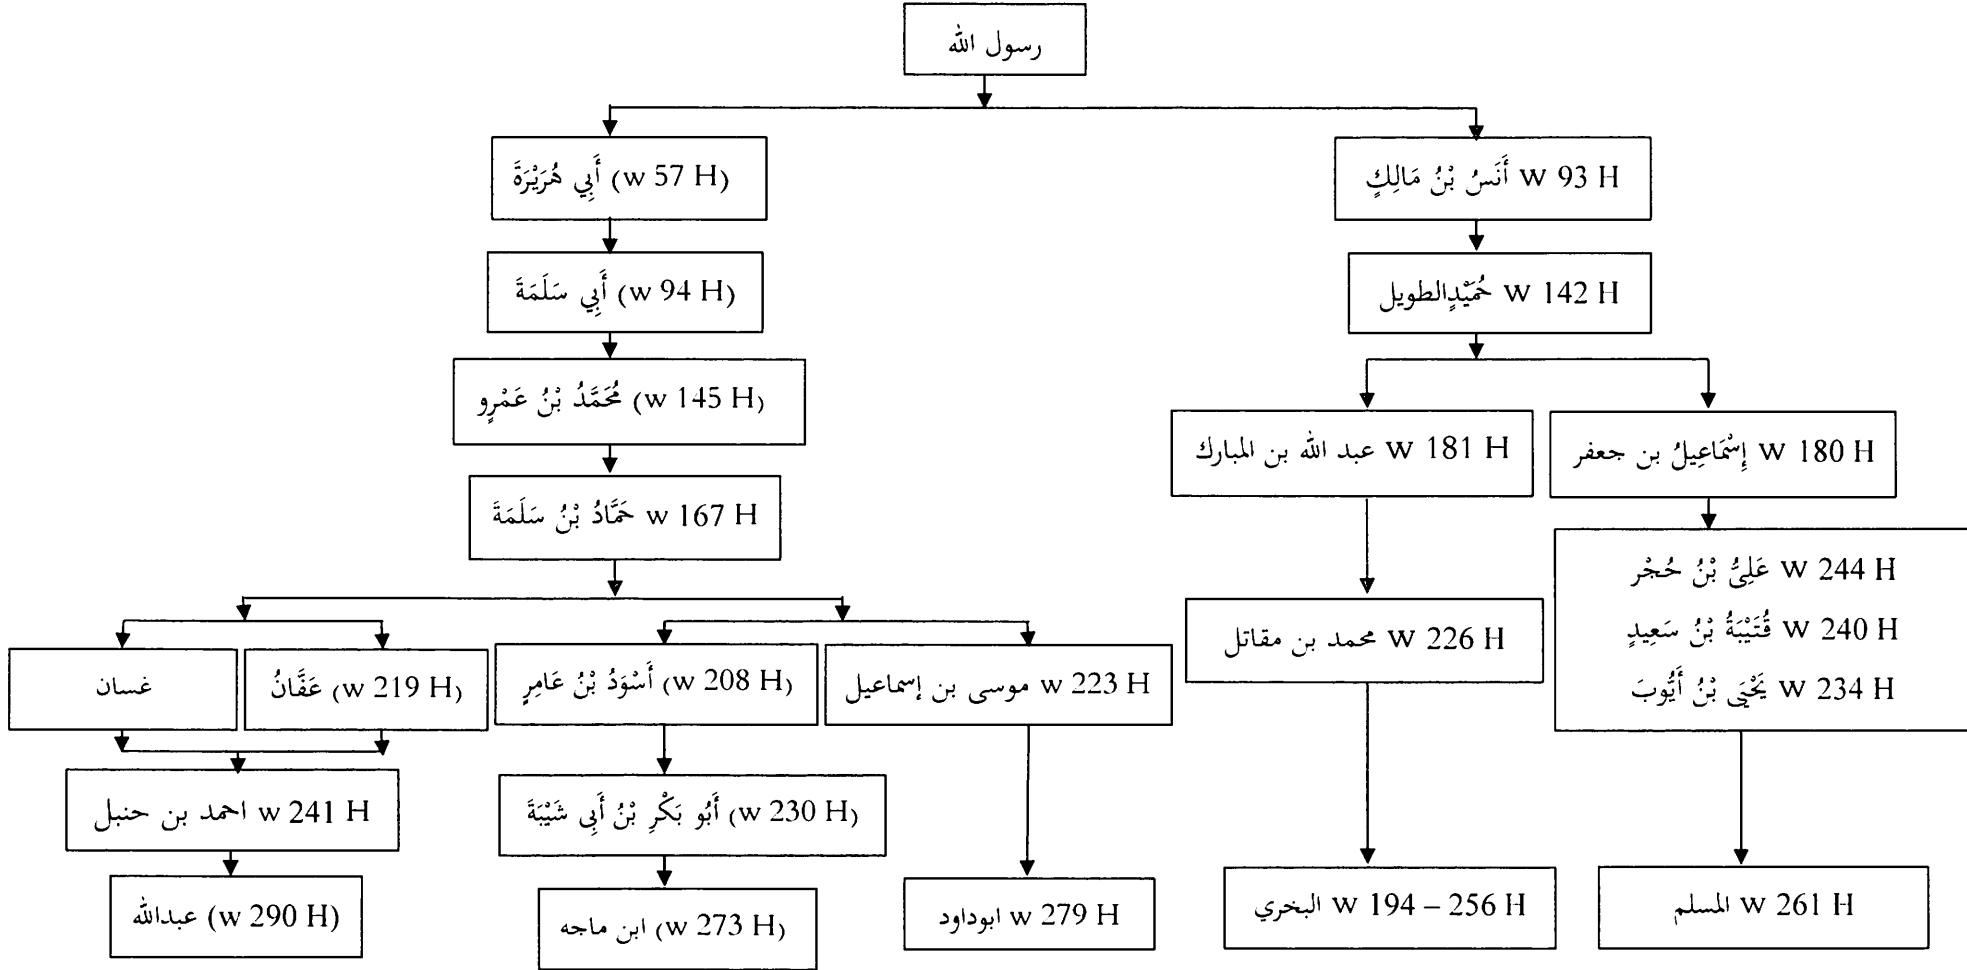 رسول الله
أَبِي هُرَيْرَةَ (w 57 H)
أَنَسُ بْنُ مَالِكٍ w 93 H
أَبِي سَلَمَةَ (w 94 H)
حُمَيْدٍالطويل w 142 H
مُحَمَّدُ بْنُ عَمْرٍو (w 145 H)
عبد الله بن المبارك w 181 H
إِسْمَاعِيلُ بن جعفر w 180 H
حَمَّادُ بْنُ سَلَمَةَ w 167 H
عَلِيُّ بْنُ حُجْر w 244 H
قُتَيْبَةُ بْنُ سَعِيدٍ w 240 H
يَحْيَى بْنُ أَيُّوبَ w 234 H
محمد بن مقاتل w 226 H
غسان
عَفَّانُ (w 219 H)
أَسْوَدُ بْنُ عَامِرٍ (w 208 H)
موسى بن إسماعيل w 223 H
احمد بن حنبل w 241 H
أَبُو بَكْرِ بْنُ أَبِي شَيْبَةَ (w 230 H)
عبدالله (w 290 H)
ابن ماجه (w 273 H)
ابوداود w 279 H
البخري w 194 – 256 H
المسلم w 261 H